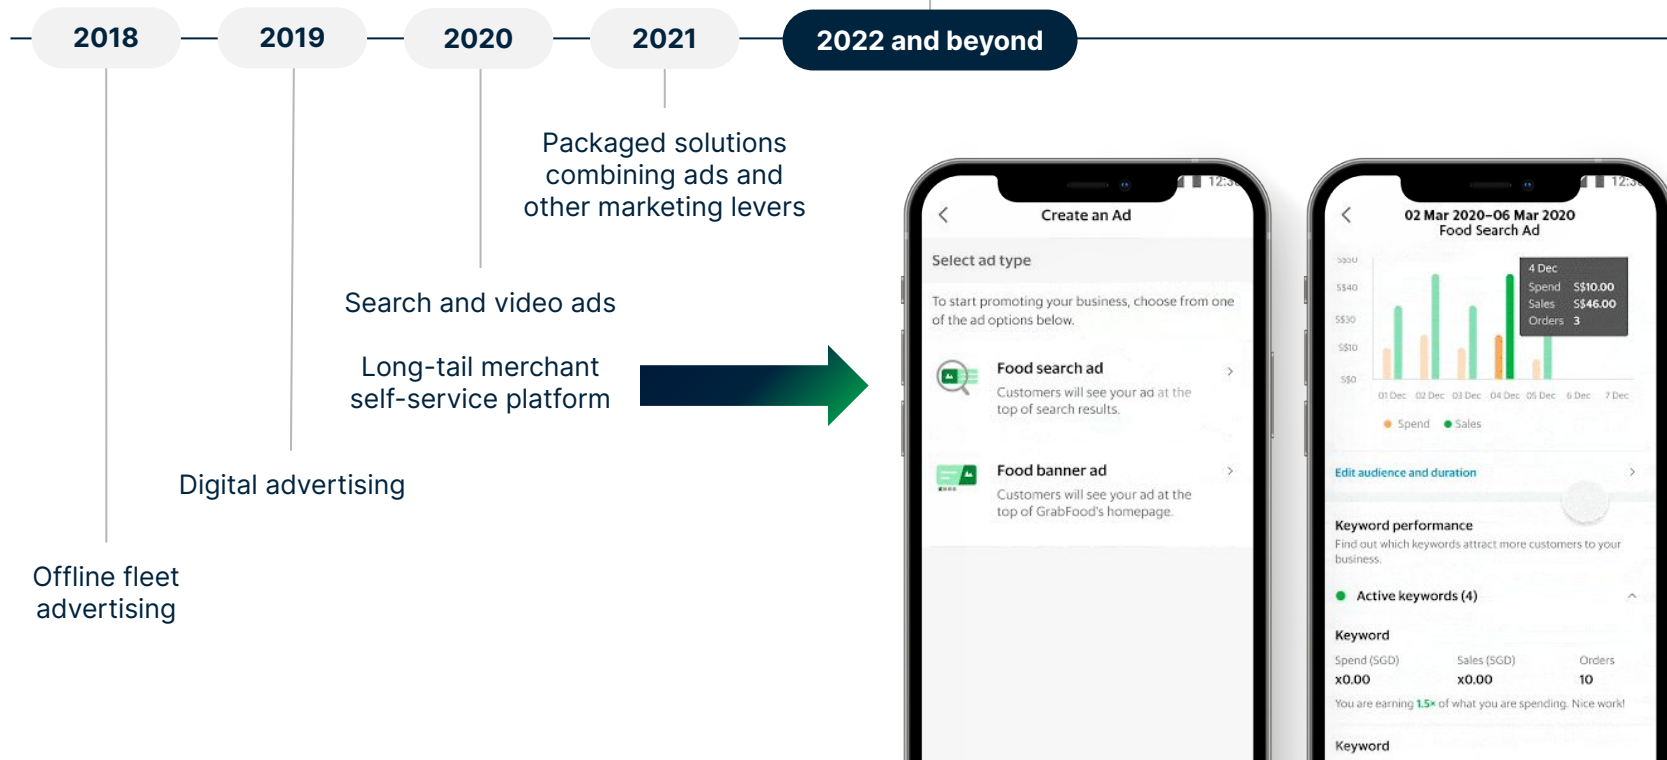 2018
2019
2020
2021
2022 and beyond
Packaged solutions
combining ads and
other marketing levers
Search and video ads
Long-tail merchant
self-service platform
Digital advertising
Offline fleet
advertising
Create an Ad
Select ad type
To start promoting your business, choose from one
of the ad options below.
Food search ad
Customers will see your ad at the
top of search results.
Food banner ad
Customers will see your ad at the
top of GrabFood's homepage.
02 Mar 2020–06 Mar 2020
Food Search Ad
S$50
S$40
S$30
S$10
S$0
4 Dec
Spend S$10.00
Sales S$46.00
Orders 3
01 Dec 02 Dec 03 Dec 04 Dec 05 Dec 6 Dec 7 Dec
Spend Sales
Edit audience and duration
Keyword performance
Find out which keywords attract more customers to your
business.
Active keywords (4)
Keyword
Spend (SGD) Sales (SGD) Orders
x0.00 x0.00 10
You are earning 1.5× of what you are spending. Nice work!
Keyword